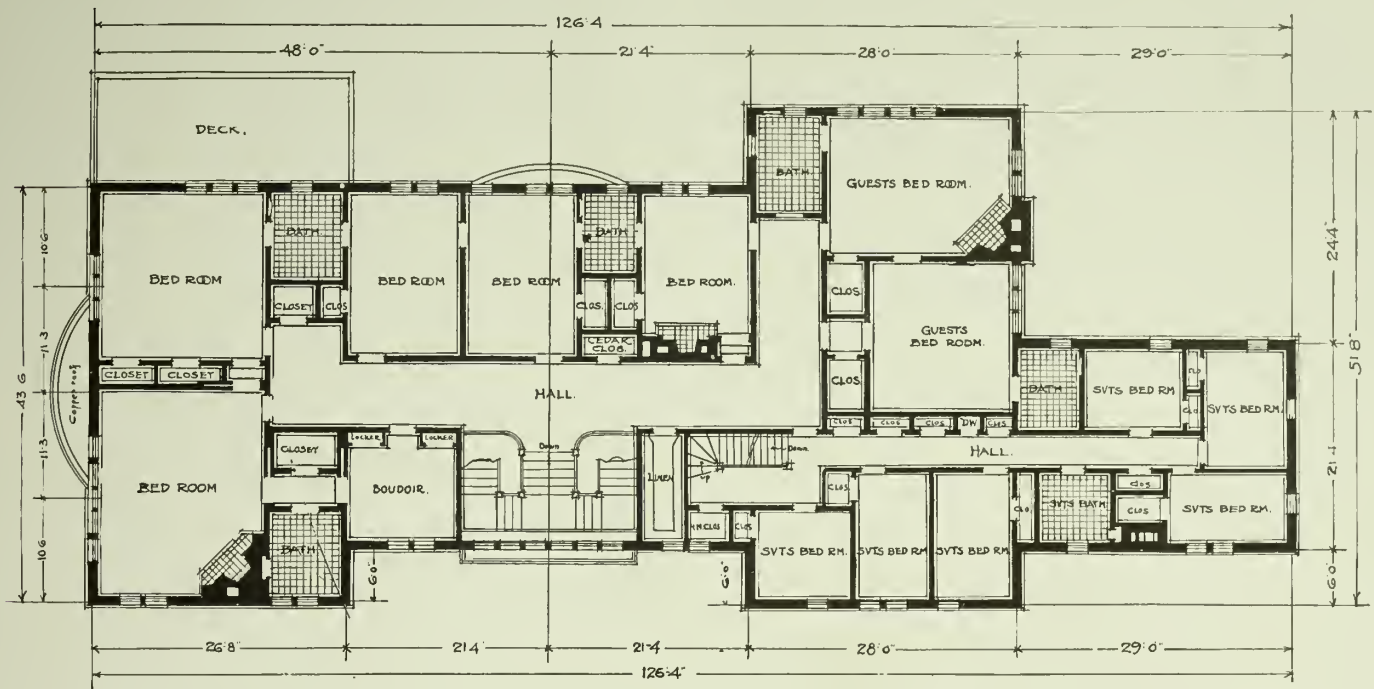 126'·4
48'·0"
21'·4"
28'·0"
29'·0"
DECK.
BATH.
GUESTS BED ROOM.
10'6
24'·4"
BATH
BATH
BED ROOM
BED ROOM
BED ROOM
BED ROOM.
CLOSET
CLOS
CLOS.
CLOS
CLOS.
11'·3
GUESTS
BED ROOM.
CEDAR
CLOS.
51'·8"
CLOSET
CLOSET
CLOS
BATH
SVTS BED RM
SVTS BED RM.
CLO.
43'·6
Copper roof
HALL.
CLOS
CLOS
CLOS
DW
CLOS
LOCKER
LOCKER
Down
Down
HALL.
21'·4
11'·3
CLOSET
UP
BED ROOM
BOUDOIR.
LINEN
CLOS
CLO.
SVTS BATH
CLOS
CLOS
SVTS BED RM.
10'6
BATH
CLOS
SVTS BED RM.
SVTS BED RM
SVTS BED RM
6'·0"
6'·0"
6'·0"
26'·8"
21'·4"
21'·4
28'·0"
29'·0"
126'·4"